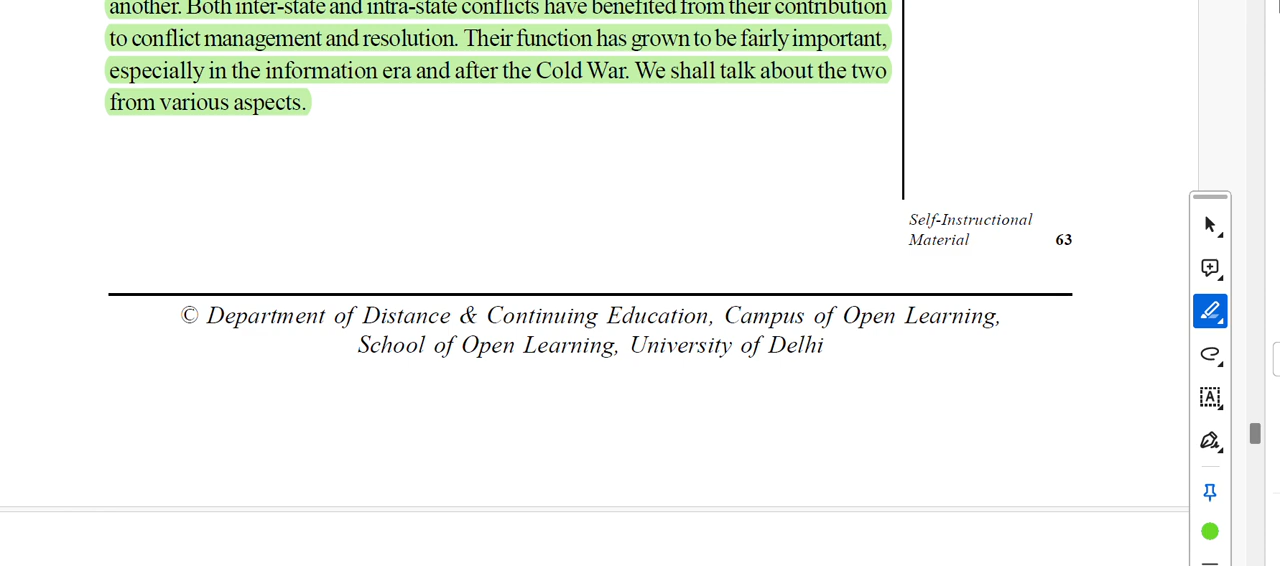 another. Both inter-state and intra-state conflicts have benefited from their contribution
to conflict management and resolution. Their function has grown to be fairly important,
especially in the information era and after the Cold War. We shall talk about the two
from various aspects.
Self-Instructional
Material 63
© Department of Distance & Continuing Education, Campus of Open Learning,
School of Open Learning, University of Delhi